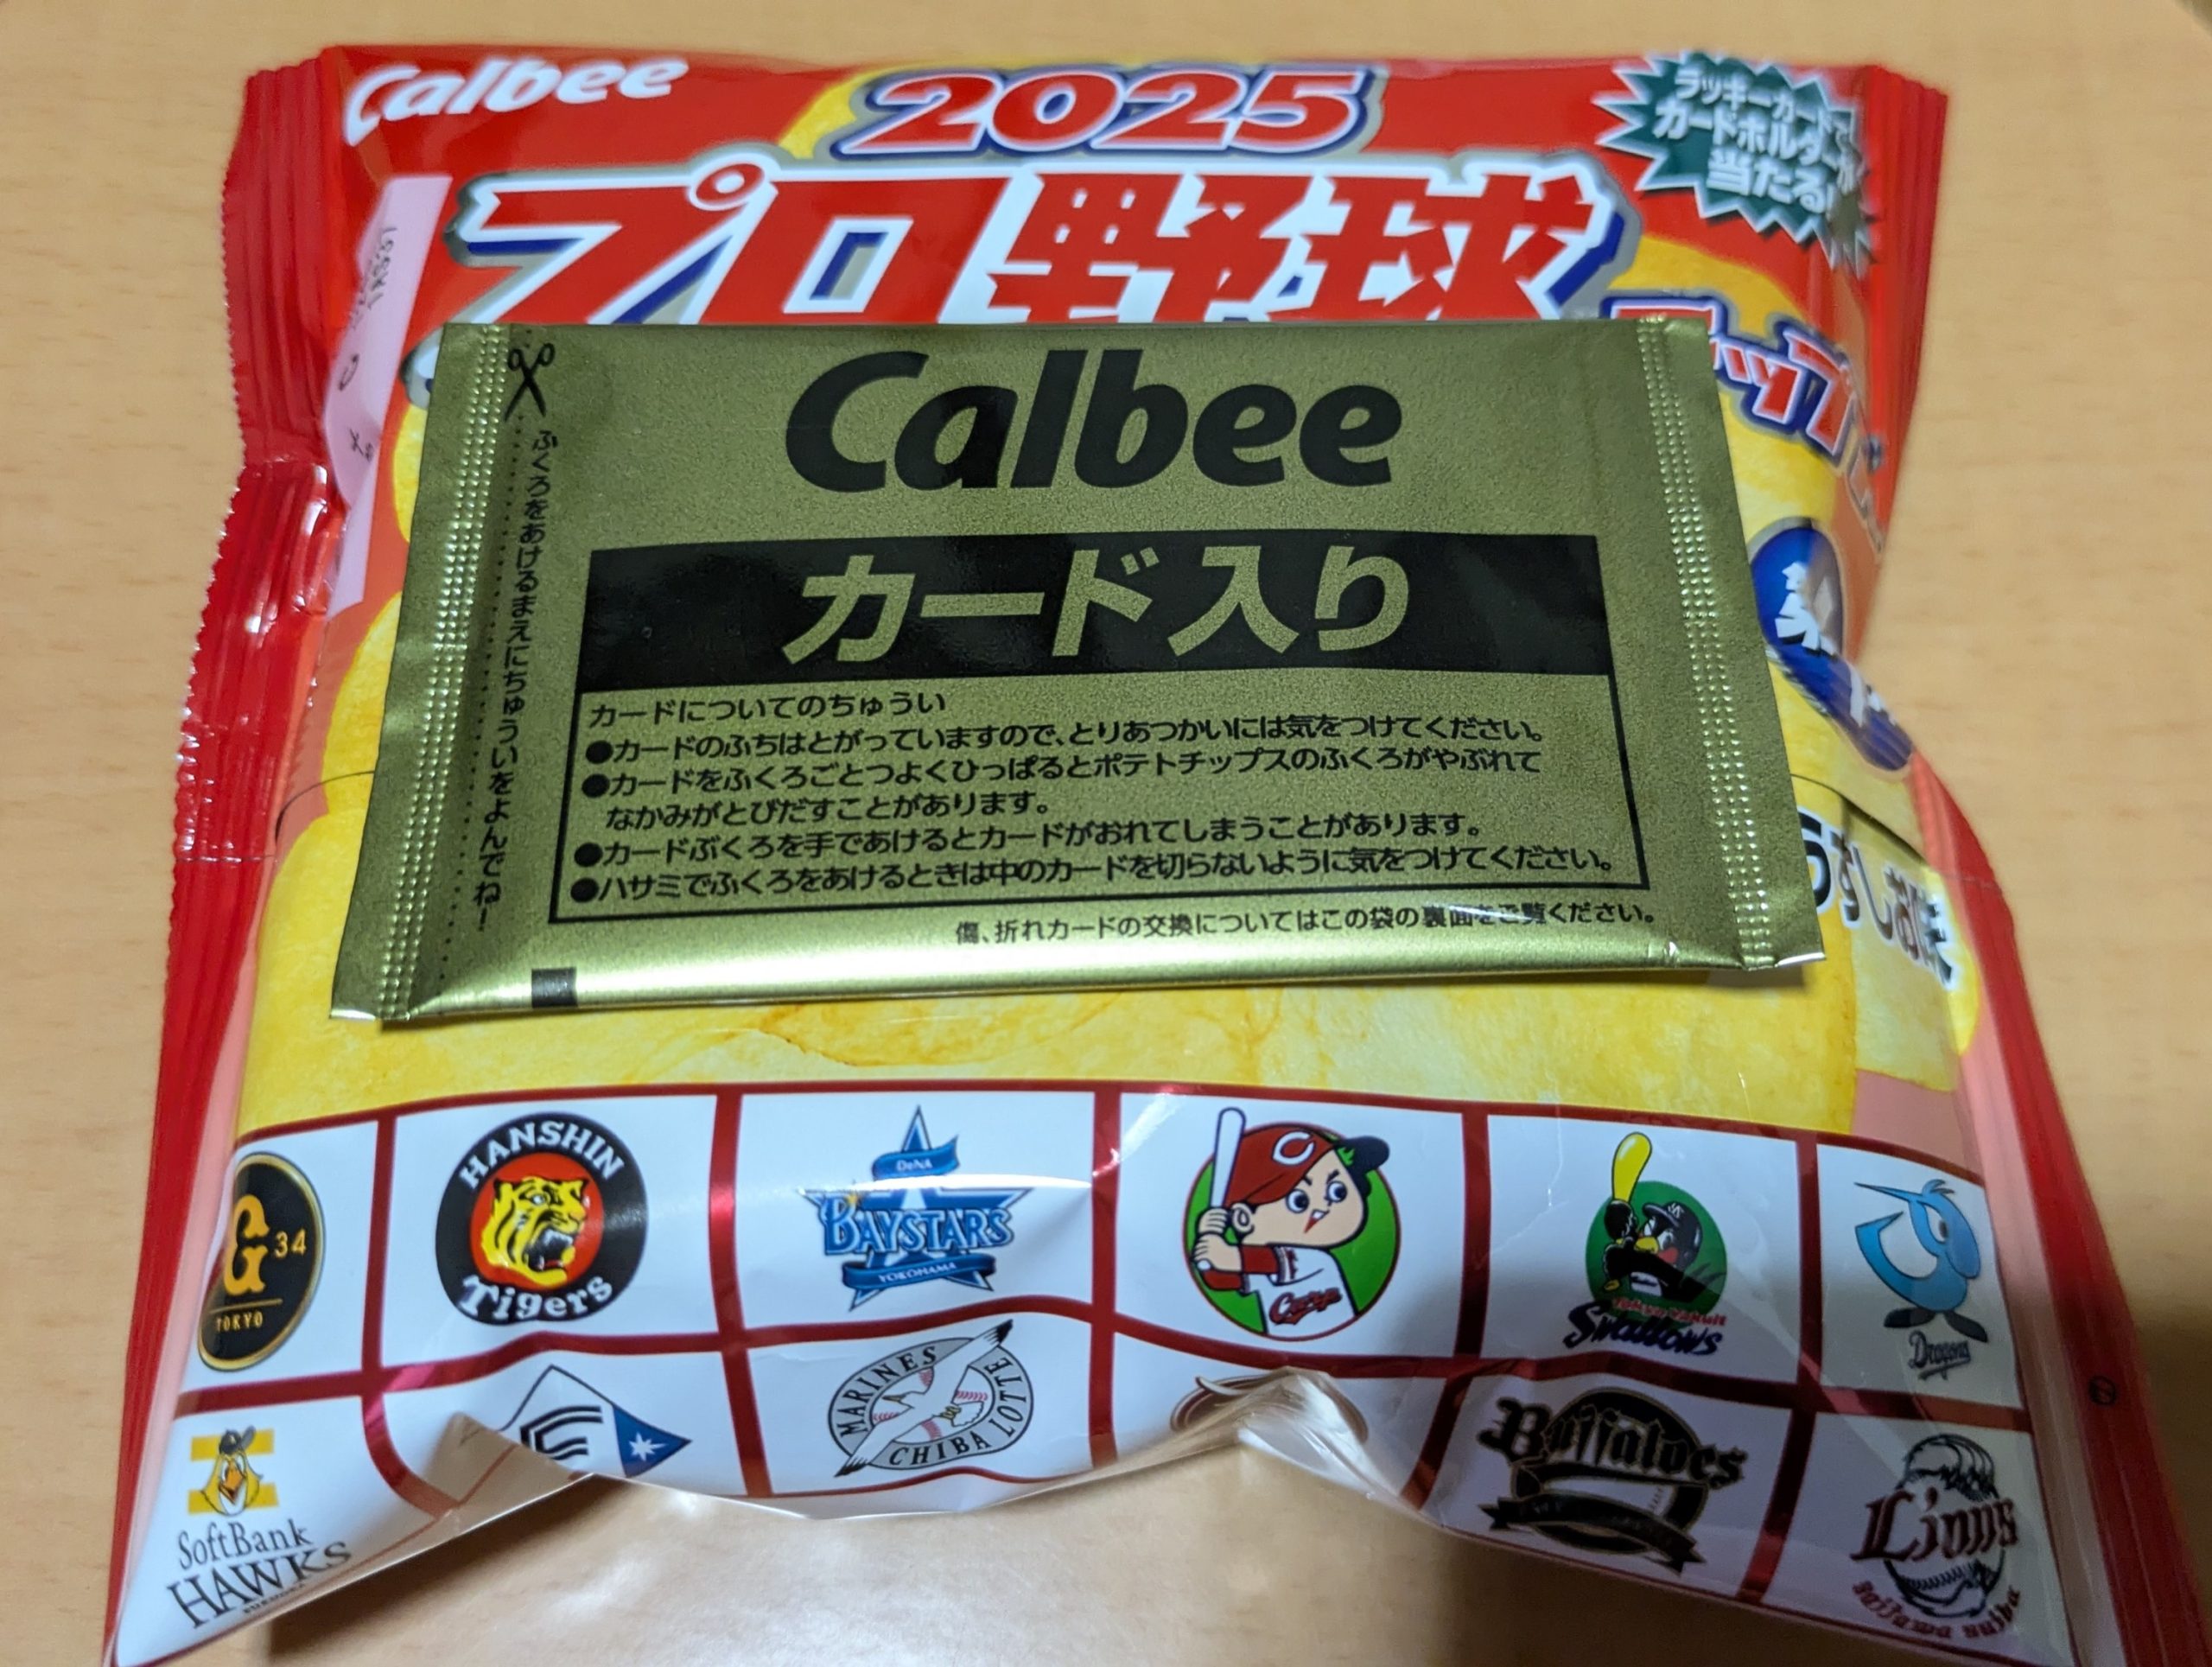 Calbee
2025
ラッキーカードで
カードホルダーが
当たる!
プロ野球
チップス
Calbee
カード入り
ふくろをあけるまえにちゅういをよんでね!
カードについてのちゅうい
●カードのふちはとがっていますので、とりあつかいには気をつけてください。
●カードをふくろごとつよくひっぱるとポテトチップスのふくろがやぶれて
なかみがとびだすことがあります。
●カードぶくろを手であけるとカードがおれてしまうことがあります。
●ハサミでふくろをあけるときは中のカードを切らないように気をつけてください。
傷、折れカードの交換についてはこの袋の裏面をご覧ください。
うすしお味
G 34
TOKYO
HANSHIN
Tigers
DeNA
BAYSTARS
YOKOHAMA
C
Carp
TOKYO YAKULT
Swallows
Dragons
SoftBank
HAWKS
FUKUOKA
MARINES
CHIBA LOTTE
Buffaloes
Lions
Saitama Seibu